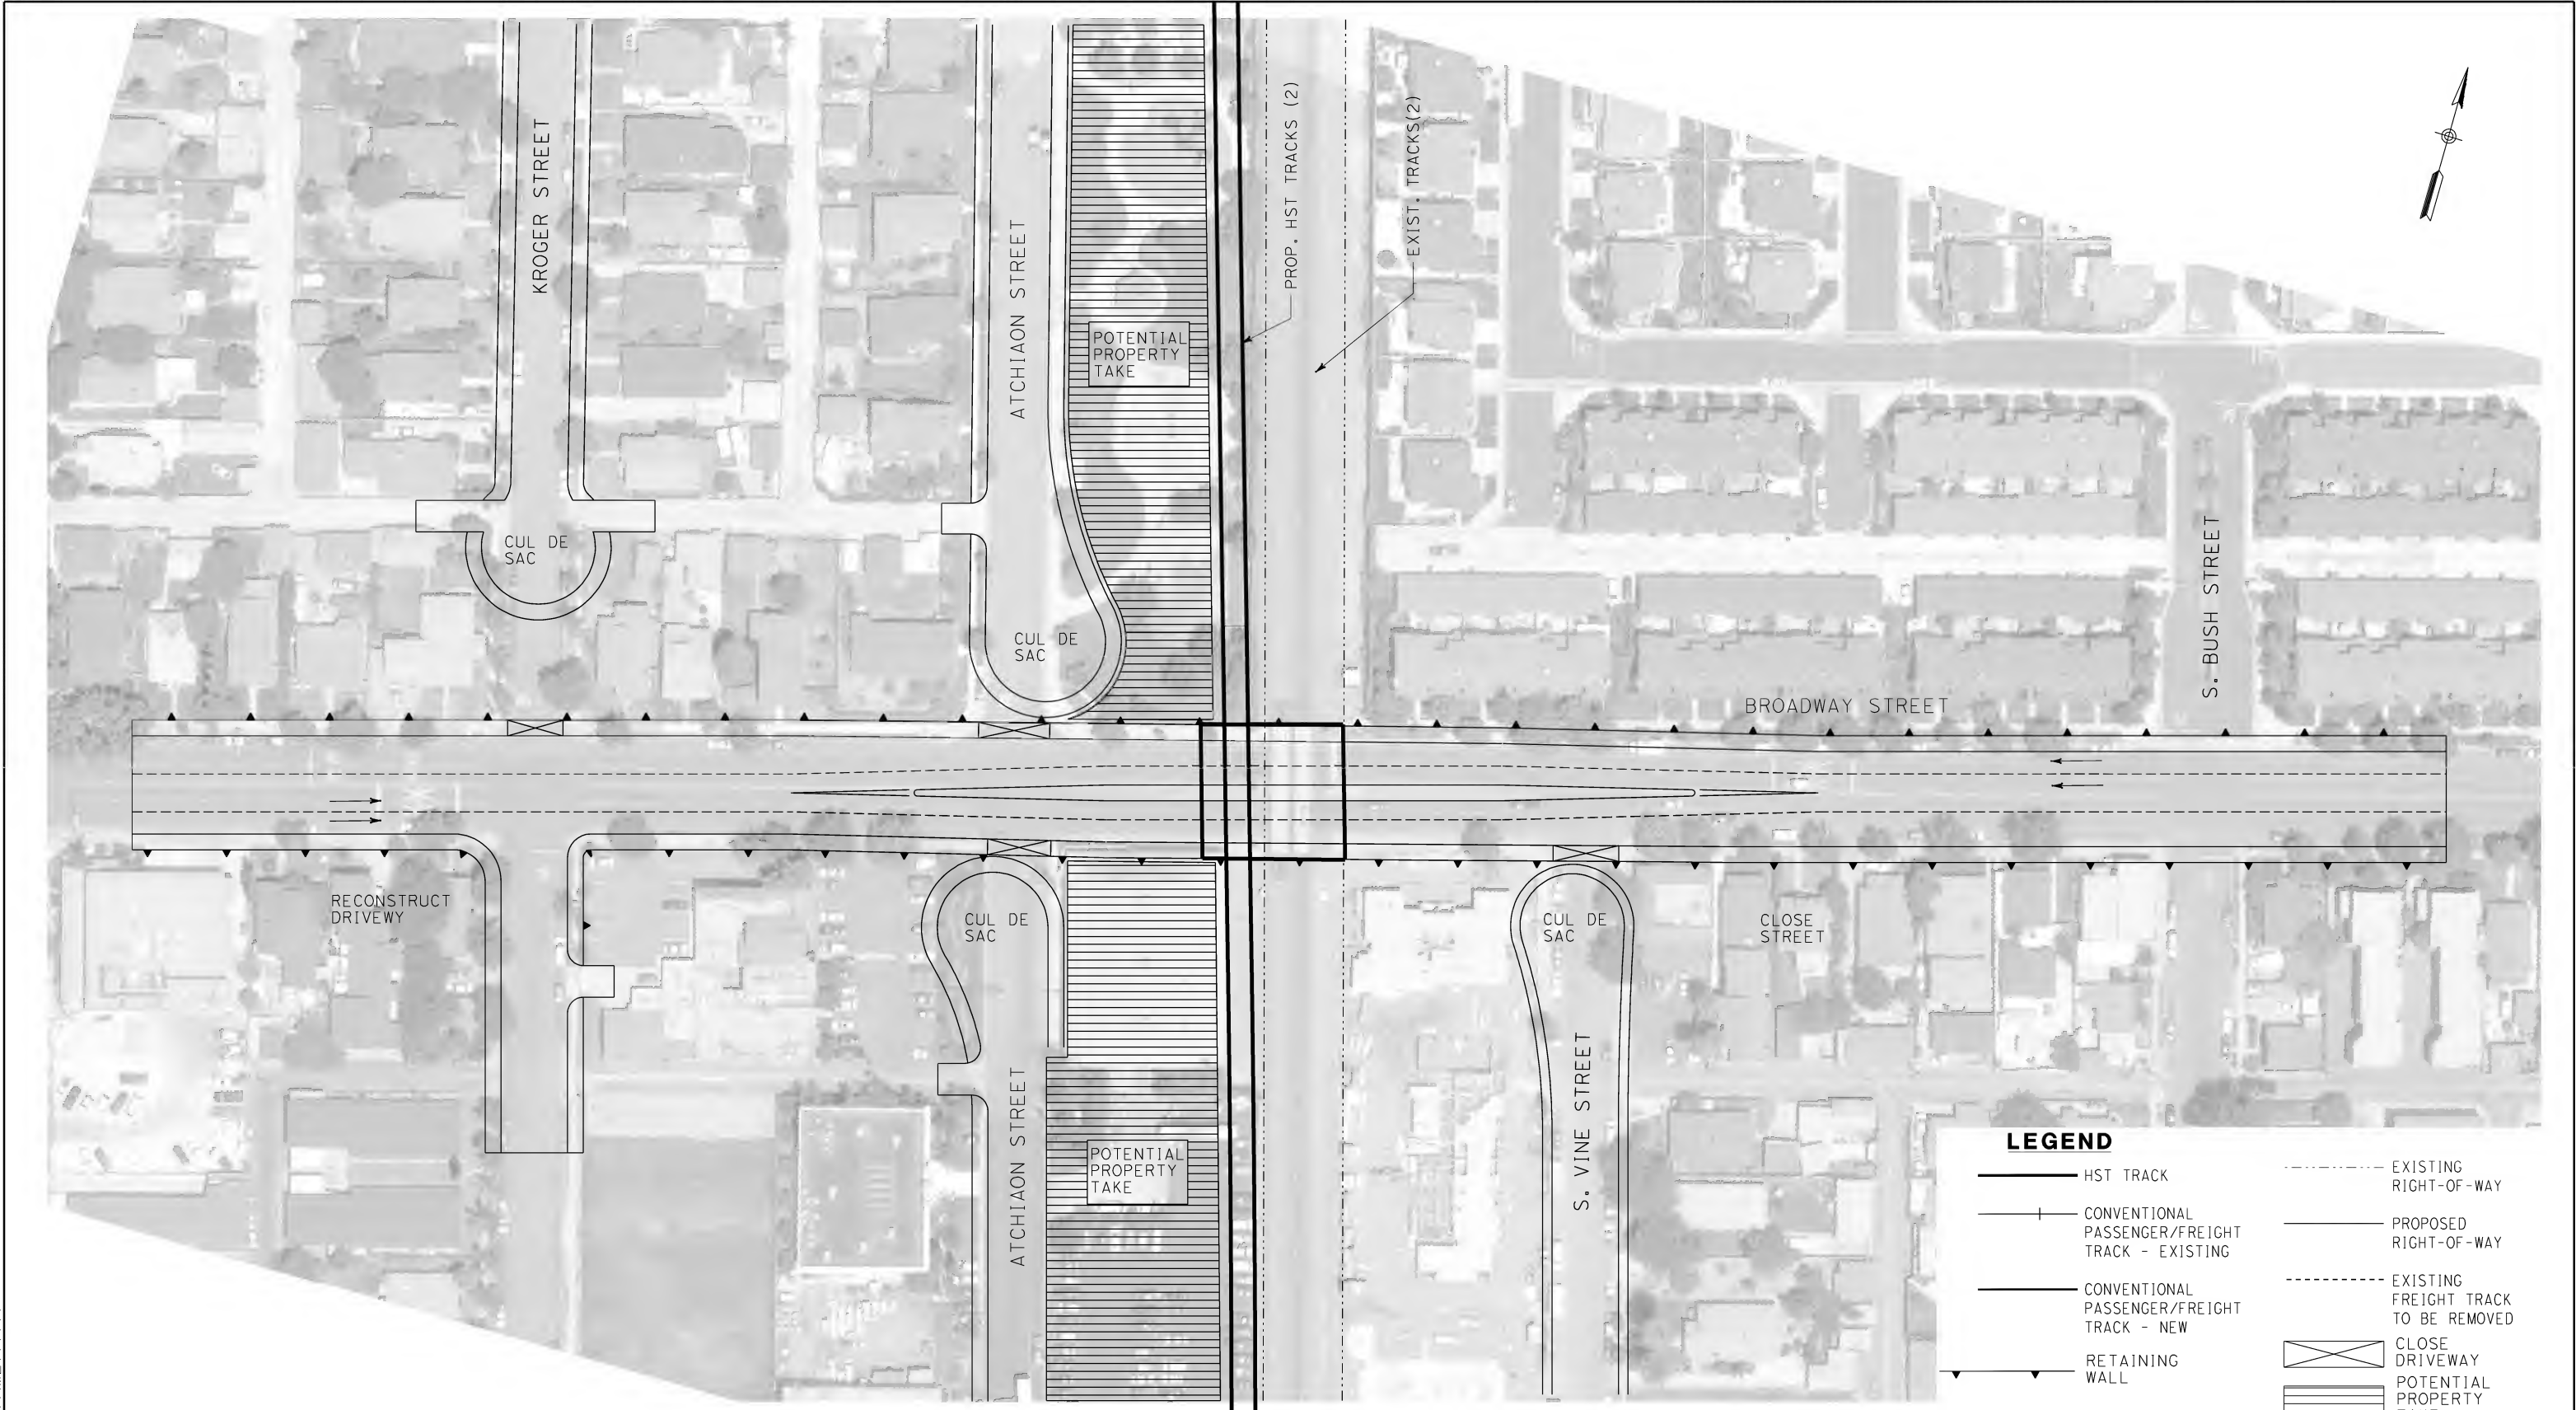 KROGER STREET
ATCHIAON STREET
PROP. HST TRACKS (2)
EXIST. TRACKS(2)
POTENTIAL
PROPERTY
TAKE
CUL DE
SAC
CUL DE
SAC
S. BUSH STREET
BROADWAY STREET
RECONSTRUCT
DRIVEWY
CUL DE
SAC
CUL DE
SAC
CLOSE
STREET
ATCHIAON STREET
POTENTIAL
PROPERTY
TAKE
S. VINE STREET
LEGEND
HST TRACK
CONVENTIONAL
PASSENGER/FREIGHT
TRACK - EXISTING
CONVENTIONAL
PASSENGER/FREIGHT
TRACK - NEW
RETAINING
WALL
EXISTING
RIGHT-OF-WAY
PROPOSED
RIGHT-OF-WAY
EXISTING
FREIGHT TRACK
TO BE REMOVED
CLOSE
DRIVEWAY
POTENTIAL
PROPERTY